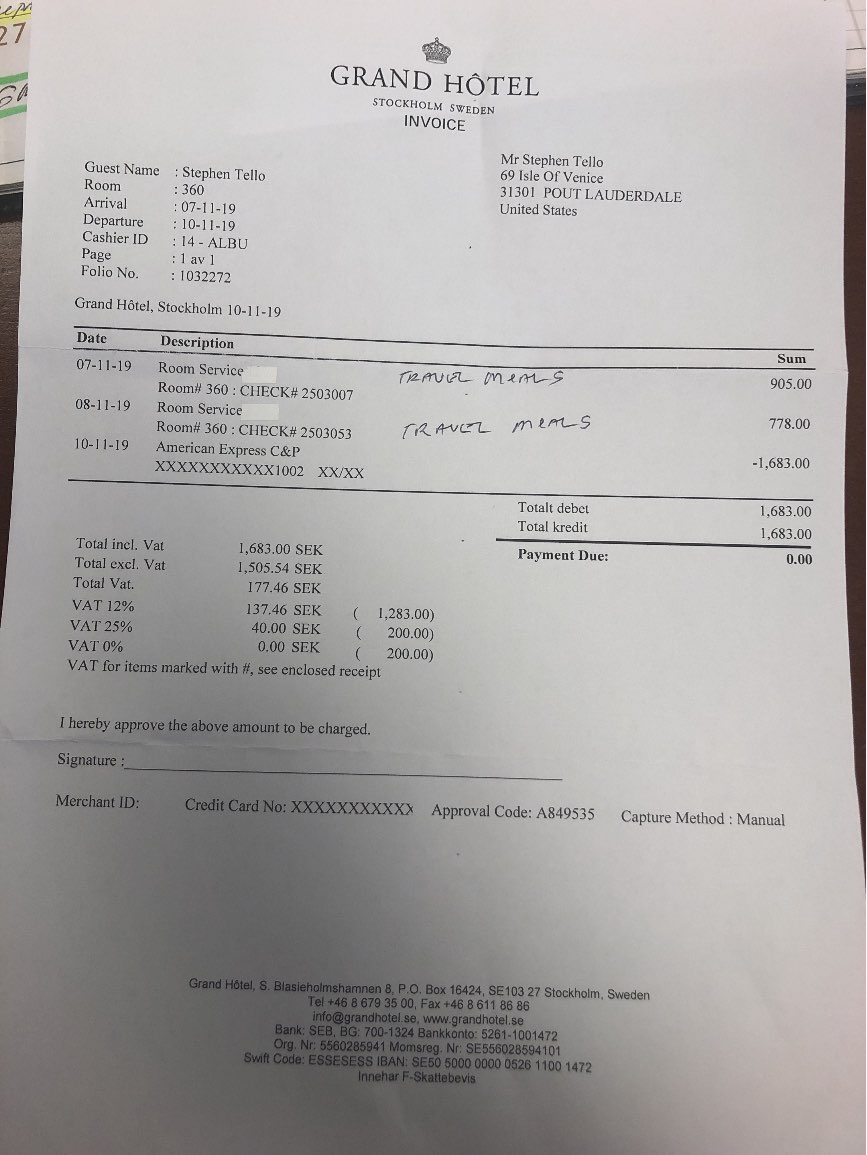 GRAND HÔTEL
STOCKHOLM SWEDEN
INVOICE
Guest Name : Stephen Tello
Room : 360
Arrival : 07-11-19
Departure : 10-11-19
Cashier ID : 14 - ALBU
Page : 1 av 1
Folio No. : 1032272
Mr Stephen Tello
69 Isle Of Venice
31301 POUT LAUDERDALE
United States
Grand Hôtel, Stockholm 10-11-19
Date Description Sum
07-11-19 Room Service TRAVEL MEALS 905.00
Room# 360 : CHECK# 2503007
08-11-19 Room Service TRAVEL MEALS 778.00
Room# 360 : CHECK# 2503053
10-11-19 American Express C&P -1,683.00
XXXXXXXXXXX1002 XX/XX
Totalt debet 1,683.00
Total kredit 1,683.00
Payment Due: 0.00
Total incl. Vat 1,683.00 SEK
Total excl. Vat 1,505.54 SEK
Total Vat. 177.46 SEK
VAT 12% 137.46 SEK ( 1,283.00)
VAT 25% 40.00 SEK ( 200.00)
VAT 0% 0.00 SEK ( 200.00)
VAT for items marked with #, see enclosed receipt
I hereby approve the above amount to be charged.
Signature :
Merchant ID: Credit Card No: XXXXXXXXXXX Approval Code: A849535 Capture Method : Manual
Grand Hôtel, S. Blasieholmshamnen 8, P.O. Box 16424, SE103 27 Stockholm, Sweden
Tel +46 8 679 35 00, Fax +46 8 611 86 86
info@grandhotel.se, www.grandhotel.se
Bank: SEB, BG: 700-1324 Bankkonto: 5261-1001472
Org. Nr: 5560285941 Momsreg. Nr: SE556028594101
Swift Code: ESSESESS IBAN: SE50 5000 0000 0526 1100 1472
Innehar F-Skattebevis